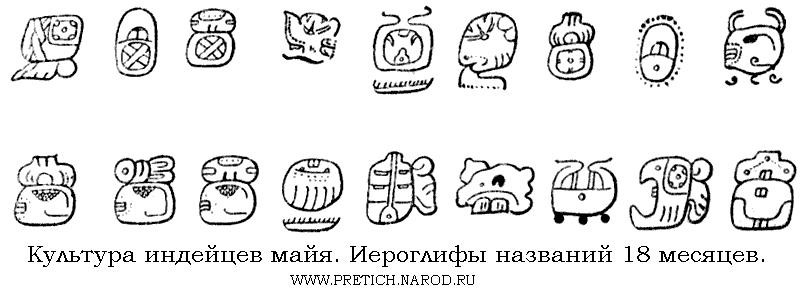 Культура индейцев майя. Иероглифы названий 18 месяцев.
WWW.PRETICH.NAROD.RU